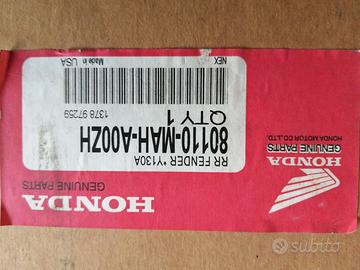 HONDA
GENUINE PARTS
RR FENDER *Y130A
80110-MAH-A00ZH
QTY 1
1378 97259
NEX
Made in USA
HONDA
GENUINE PARTS
HONDA MOTOR CO., LTD.
subito